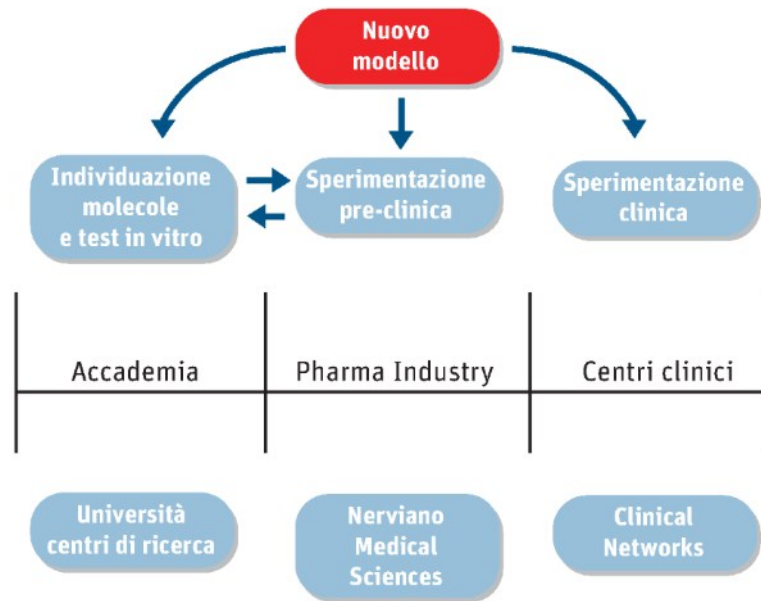 Nuovo
modello
Individuazione
molecole
e test in vitro
Sperimentazione
pre-clinica
Sperimentazione
clinica
Accademia
Pharma Industry
Centri clinici
Università
centri di ricerca
Nerviano
Medical
Sciences
Clinical
Networks